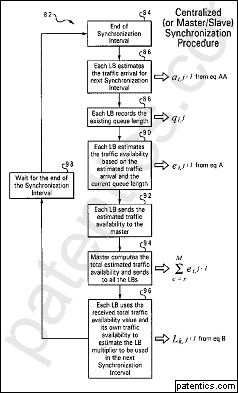 82
84
End of
Synchronization
Interval
Centralized
(or Master/Slave)
Synchronization
Procedure
86
Each LB estimates
the traffic arrival for
next Synchronization
Interval
a i, j+1 from eq AA
88
Each LB records the
existing queue length
q i, j
90
Each LB estimates
the traffic availability
based on the
estimated traffic
arrival and the
current queue length
e i, j+1 from eq A
98
Wait for the end of
the Synchronization
Interval
92
Each LB sends the
estimated traffic
availability to the
master
94
Master computes the
total estimated traffic
availability and sends
to all the LBs
M
∑ e i, j+1
96
Each LB uses the
received total traffic
availability value and
its own traffic
availability to
estimate the LB
multiplier to be used
in the next
Synchronization
Interval
L k, j+1 from eq B
patentics.com
patentics.com